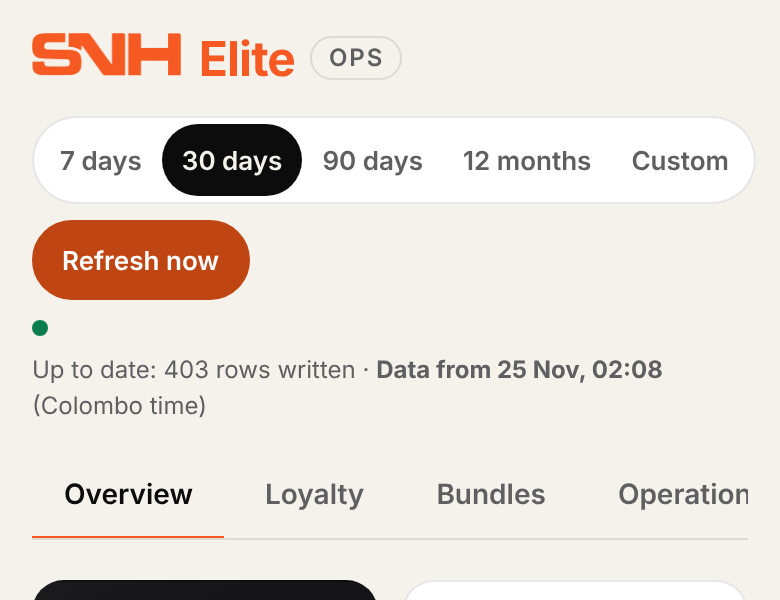 SNH Elite OPS
7 days 30 days 90 days 12 months Custom
Refresh now
Up to date: 403 rows written · Data from 25 Nov, 02:08
(Colombo time)
Overview Loyalty Bundles Operation